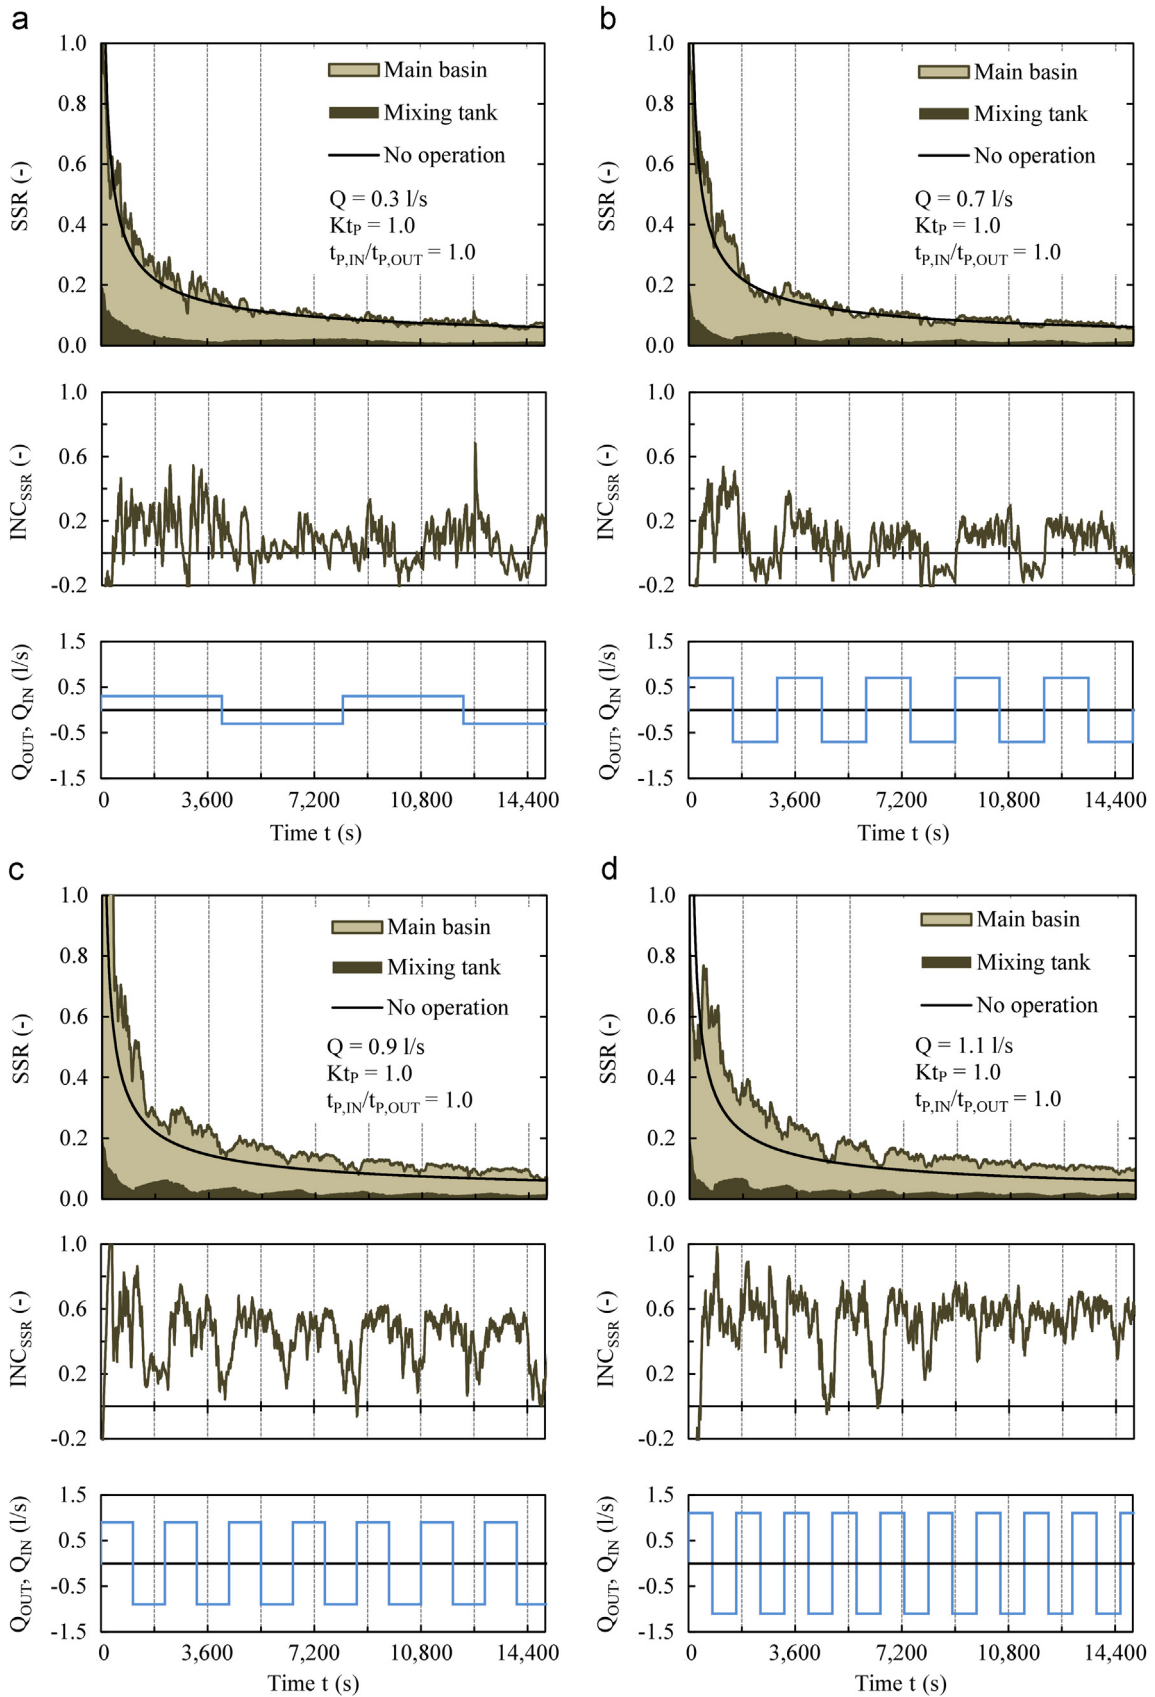 a
1.0
0.8
0.6
0.4
0.2
0.0
SSR (-)
Main basin
Mixing tank
No operation
Q = 0.3 l/s
KtP = 1.0
tP,IN/tP,OUT = 1.0
1.0
0.6
0.2
-0.2
INCSSR (-)
1.5
0.5
-0.5
-1.5
QOUT, QIN (l/s)
0 3,600 7,200 10,800 14,400
Time t (s)
b
1.0
0.8
0.6
0.4
0.2
0.0
SSR (-)
Main basin
Mixing tank
No operation
Q = 0.7 l/s
KtP = 1.0
tP,IN/tP,OUT = 1.0
1.0
0.6
0.2
-0.2
INCSSR (-)
1.5
0.5
-0.5
-1.5
QOUT, QIN (l/s)
0 3,600 7,200 10,800 14,400
Time t (s)
c
1.0
0.8
0.6
0.4
0.2
0.0
SSR (-)
Main basin
Mixing tank
No operation
Q = 0.9 l/s
KtP = 1.0
tP,IN/tP,OUT = 1.0
1.0
0.6
0.2
-0.2
INCSSR (-)
1.5
0.5
-0.5
-1.5
QOUT, QIN (l/s)
0 3,600 7,200 10,800 14,400
Time t (s)
d
1.0
0.8
0.6
0.4
0.2
0.0
SSR (-)
Main basin
Mixing tank
No operation
Q = 1.1 l/s
KtP = 1.0
tP,IN/tP,OUT = 1.0
1.0
0.6
0.2
-0.2
INCSSR (-)
1.5
0.5
-0.5
-1.5
QOUT, QIN (l/s)
0 3,600 7,200 10,800 14,400
Time t (s)